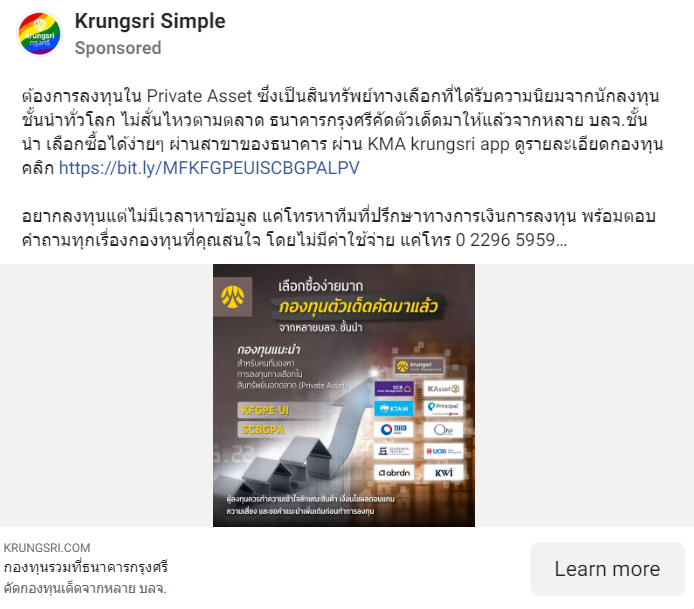 krungsri
กรุงศรี
Krungsri Simple
Sponsored
ต้องการลงทุนใน Private Asset ซึ่งเป็นสินทรัพย์ทางเลือกที่ได้รับความนิยมจากนักลงทุน
ชั้นนำทั่วโลก ไม่สั่นไหวตามตลาด ธนาคารกรุงศรีคัดตัวเด็ดมาให้แล้วจากหลาย บลจ.ชั้น
นำ เลือกซื้อได้ง่ายๆ ผ่านสาขาของธนาคาร ผ่าน KMA krungsri app ดูรายละเอียดกองทุน
คลิก https://bit.ly/MFKFGPEUISCBGPALPV
อยากลงทุนแต่ไม่มีเวลาหาข้อมูล แค่โทรหาทีมที่ปรึกษาทางการเงินการลงทุน พร้อมตอบ
คำถามทุกเรื่องกองทุนที่คุณสนใจ โดยไม่มีค่าใช้จ่าย แค่โทร 0 2296 5959...
เลือกซื้อง่ายมาก
กองทุนตัวเด็ดคัดมาแล้ว
จากหลายบลจ. ชั้นนำ
กองทุนแนะนำ
สำหรับคนที่มองหา
การลงทุนทางเลือกใน
สินทรัพย์นอกตลาด (Private Asset)
KFGPE-UI
SCBGPA
krungsri
Asset Management
SCB
KAsset
KTAM
Principal
TISCO
ONE
UOB
abrdn
KWI
ผู้ลงทุนควรทำความเข้าใจลักษณะสินค้า เงื่อนไขผลตอบแทน
ความเสี่ยง และขอคำแนะนำเพิ่มเติมก่อนทำการลงทุน
KRUNGSRI.COM
กองทุนรวมที่ธนาคารกรุงศรี
คัดกองทุนเด็ดจากหลาย บลจ.
Learn more